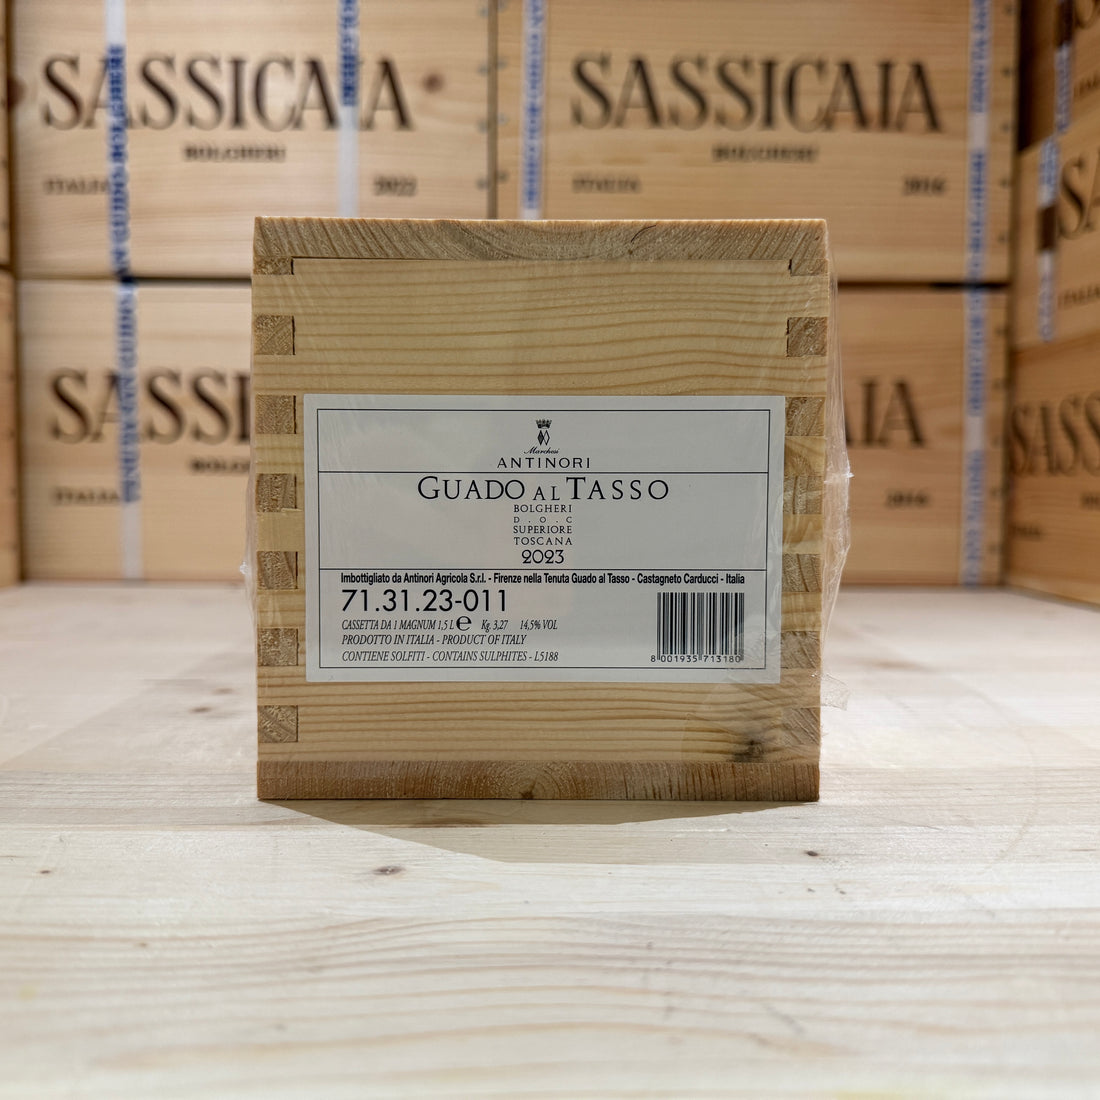 SASSICAIA
BOLGHERI
ITALIA 2022
SASSICAIA
BOLGHERI
ITALIA 2016
Marchesi
ANTINORI
GUADO AL TASSO
BOLGHERI
D.O.C
SUPERIORE
TOSCANA
2023
Imbottigliato da Antinori Agricola S.r.l. - Firenze nella Tenuta Guado al Tasso - Castagneto Carducci - Italia
71.31.23-011
CASSETTA DA 1 MAGNUM 1,5 L e Kg. 3,27 14,5% VOL
PRODOTTO IN ITALIA - PRODUCT OF ITALY
CONTIENE SOLFITI - CONTAINS SULPHITES - L5188
8 001935 713180